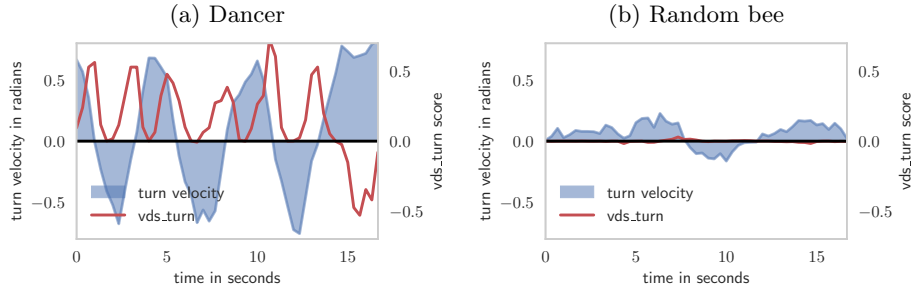 (a) Dancer
turn velocity in radians
0.5
0.0
−0.5
0.5
0.0
−0.5
vds_turn score
turn velocity
vds_turn
0
5
10
15
time in seconds
(b) Random bee
turn velocity in radians
0.5
0.0
−0.5
0.5
0.0
−0.5
vds_turn score
turn velocity
vds_turn
0
5
10
15
time in seconds